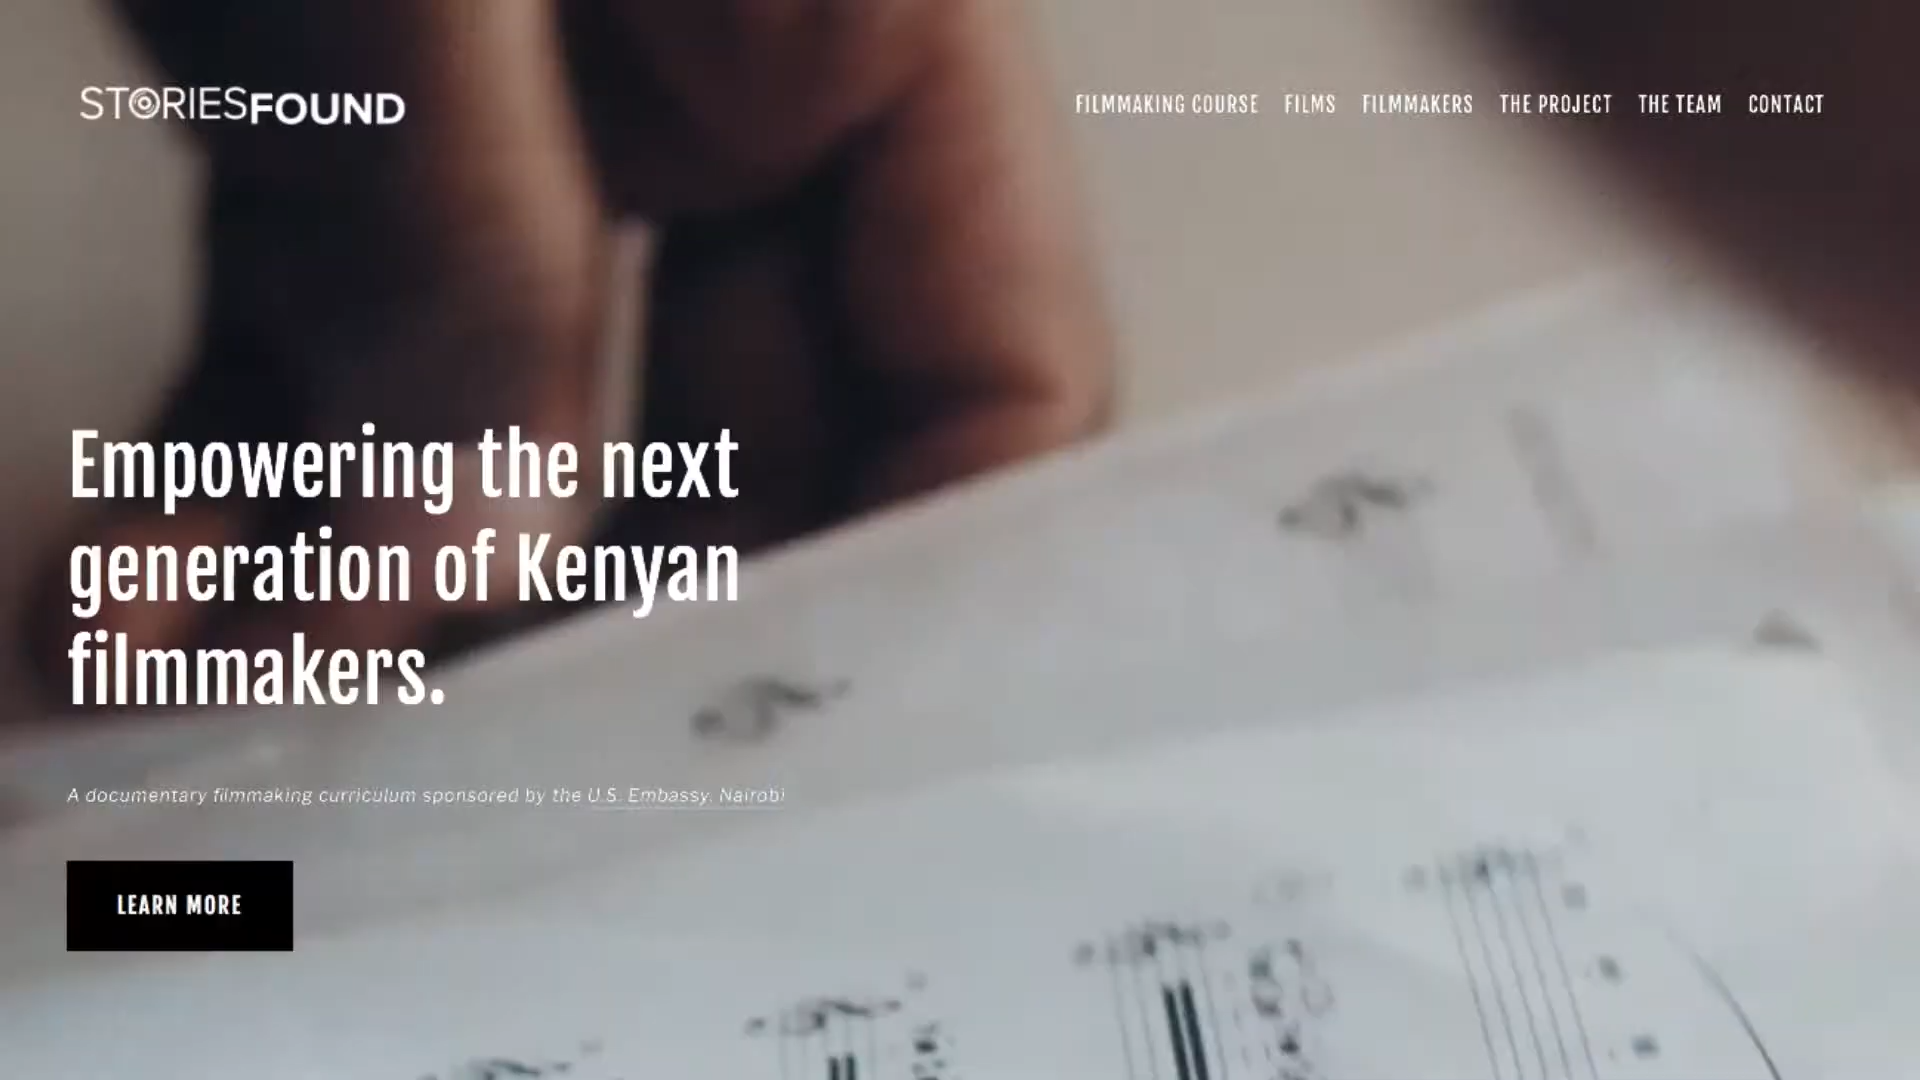 STORIESFOUND
FILMMAKING COURSE FILMS FILMMAKERS THE PROJECT THE TEAM CONTACT
Empowering the next
generation of Kenyan
filmmakers.
A documentary filmmaking curriculum sponsored by the U.S. Embassy, Nairobi
LEARN MORE